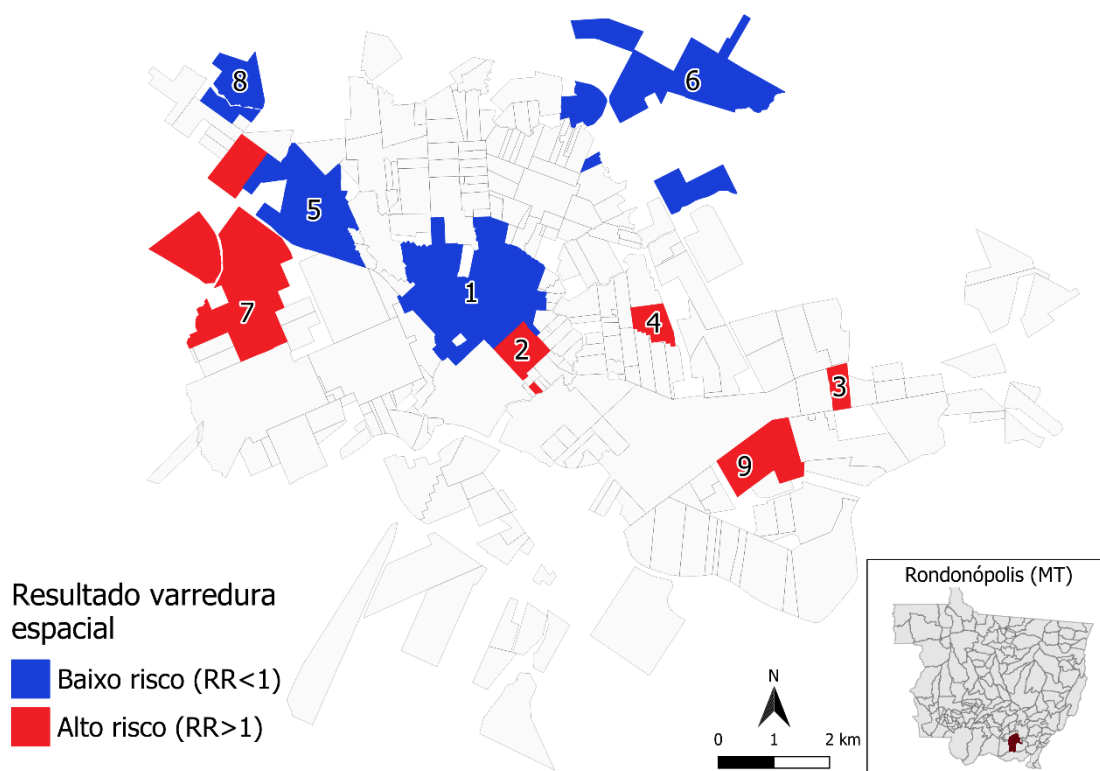 8
6
5
1
7
2
4
3
9
Resultado varredura
espacial
Baixo risco (RR<1)
Alto risco (RR>1)
N
0 1 2 km
Rondonópolis (MT)